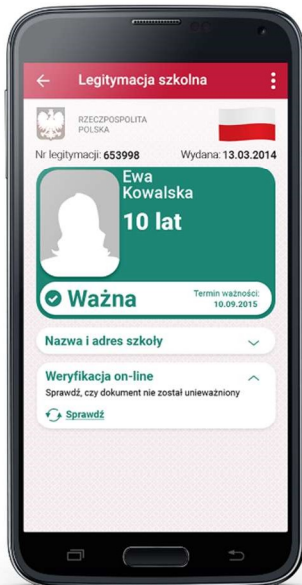 Legitymacja szkolna
RZECZPOSPOLITA
POLSKA
Nr legitymacji: 653998 Wydana: 13.03.2014
Ewa
Kowalska
10 lat
Ważna
Termin ważności:
10.09.2015
Nazwa i adres szkoły
Weryfikacja on-line
Sprawdź, czy dokument nie został unieważniony
Sprawdź